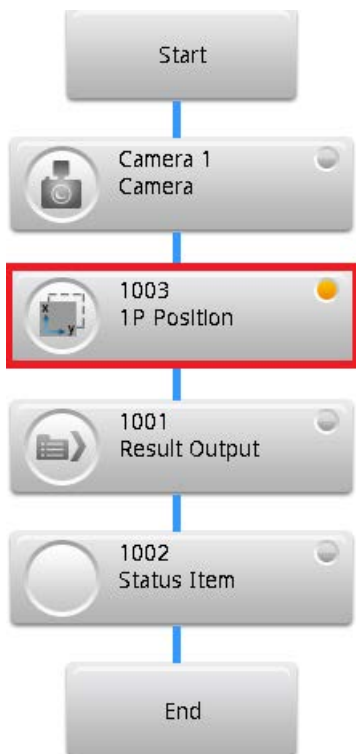 Start
Camera 1
Camera
1003
x
y
1P Position
1001
Result Output
1002
Status Item
End